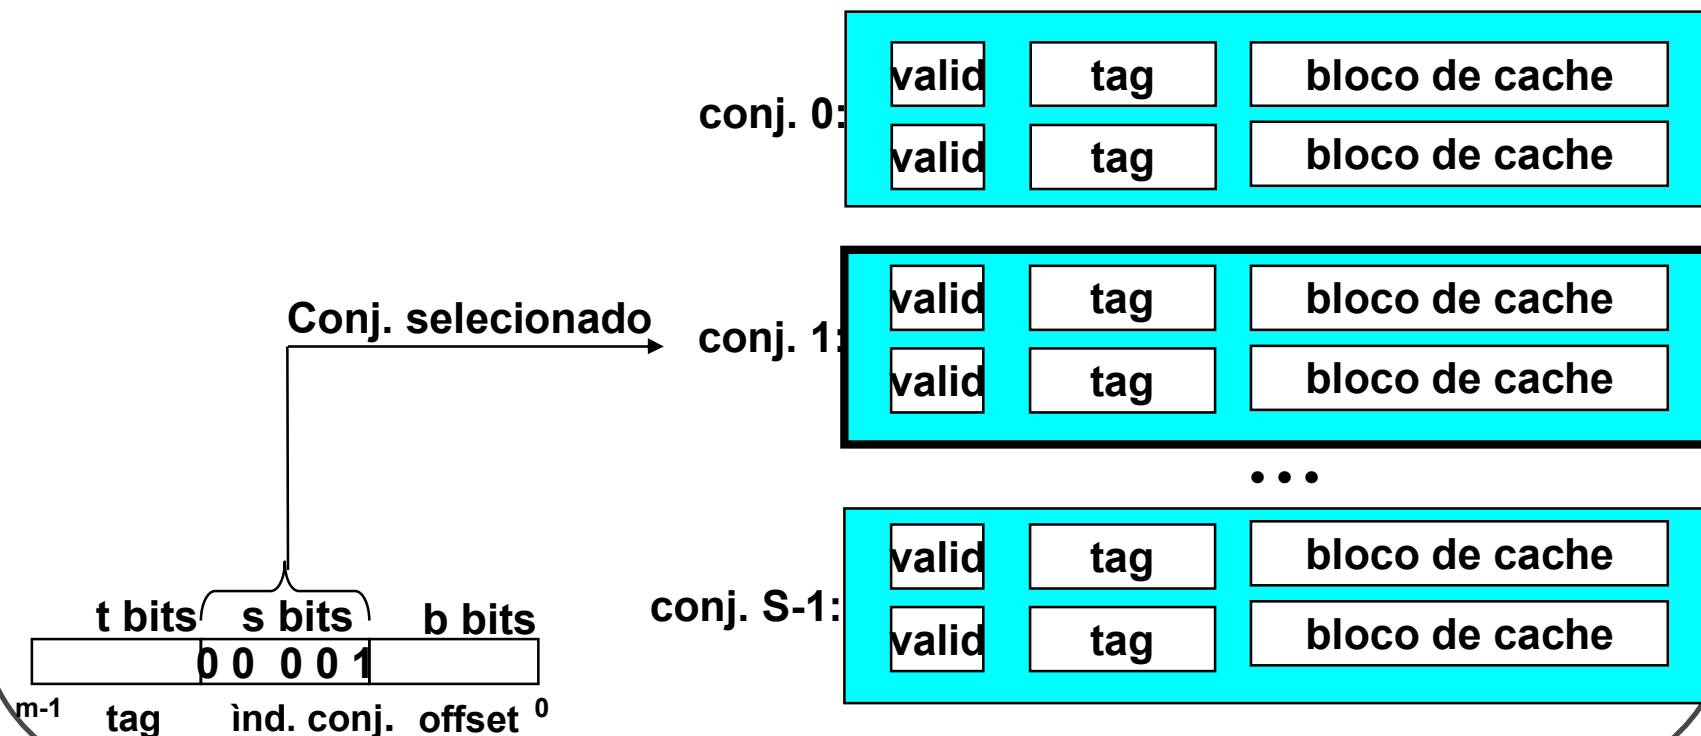 valid tag bloco de cache
conj. 0:
valid tag bloco de cache
valid tag bloco de cache
Conj. selecionado
conj. 1:
valid tag bloco de cache
• • •
valid tag bloco de cache
conj. S-1:
valid tag bloco de cache
t bits s bits b bits
0 0 0 0 1
m-1 tag ìnd. conj. offset 0